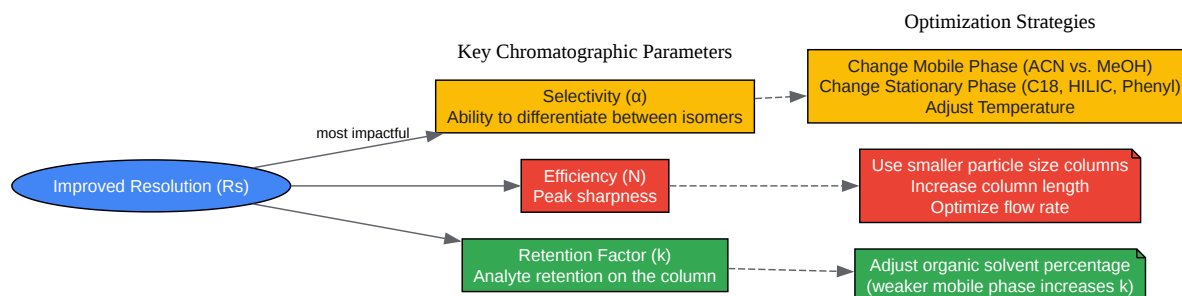 Optimization Strategies
Key Chromatographic Parameters
Change Mobile Phase (ACN vs. MeOH)
Change Stationary Phase (C18, HILIC, Phenyl)
Adjust Temperature
Selectivity (α)
Ability to differentiate between isomers
most impactful
Improved Resolution (Rs)
Efficiency (N)
Peak sharpness
Use smaller particle size columns
Increase column length
Optimize flow rate
Retention Factor (k)
Analyte retention on the column
Adjust organic solvent percentage
(weaker mobile phase increases k)